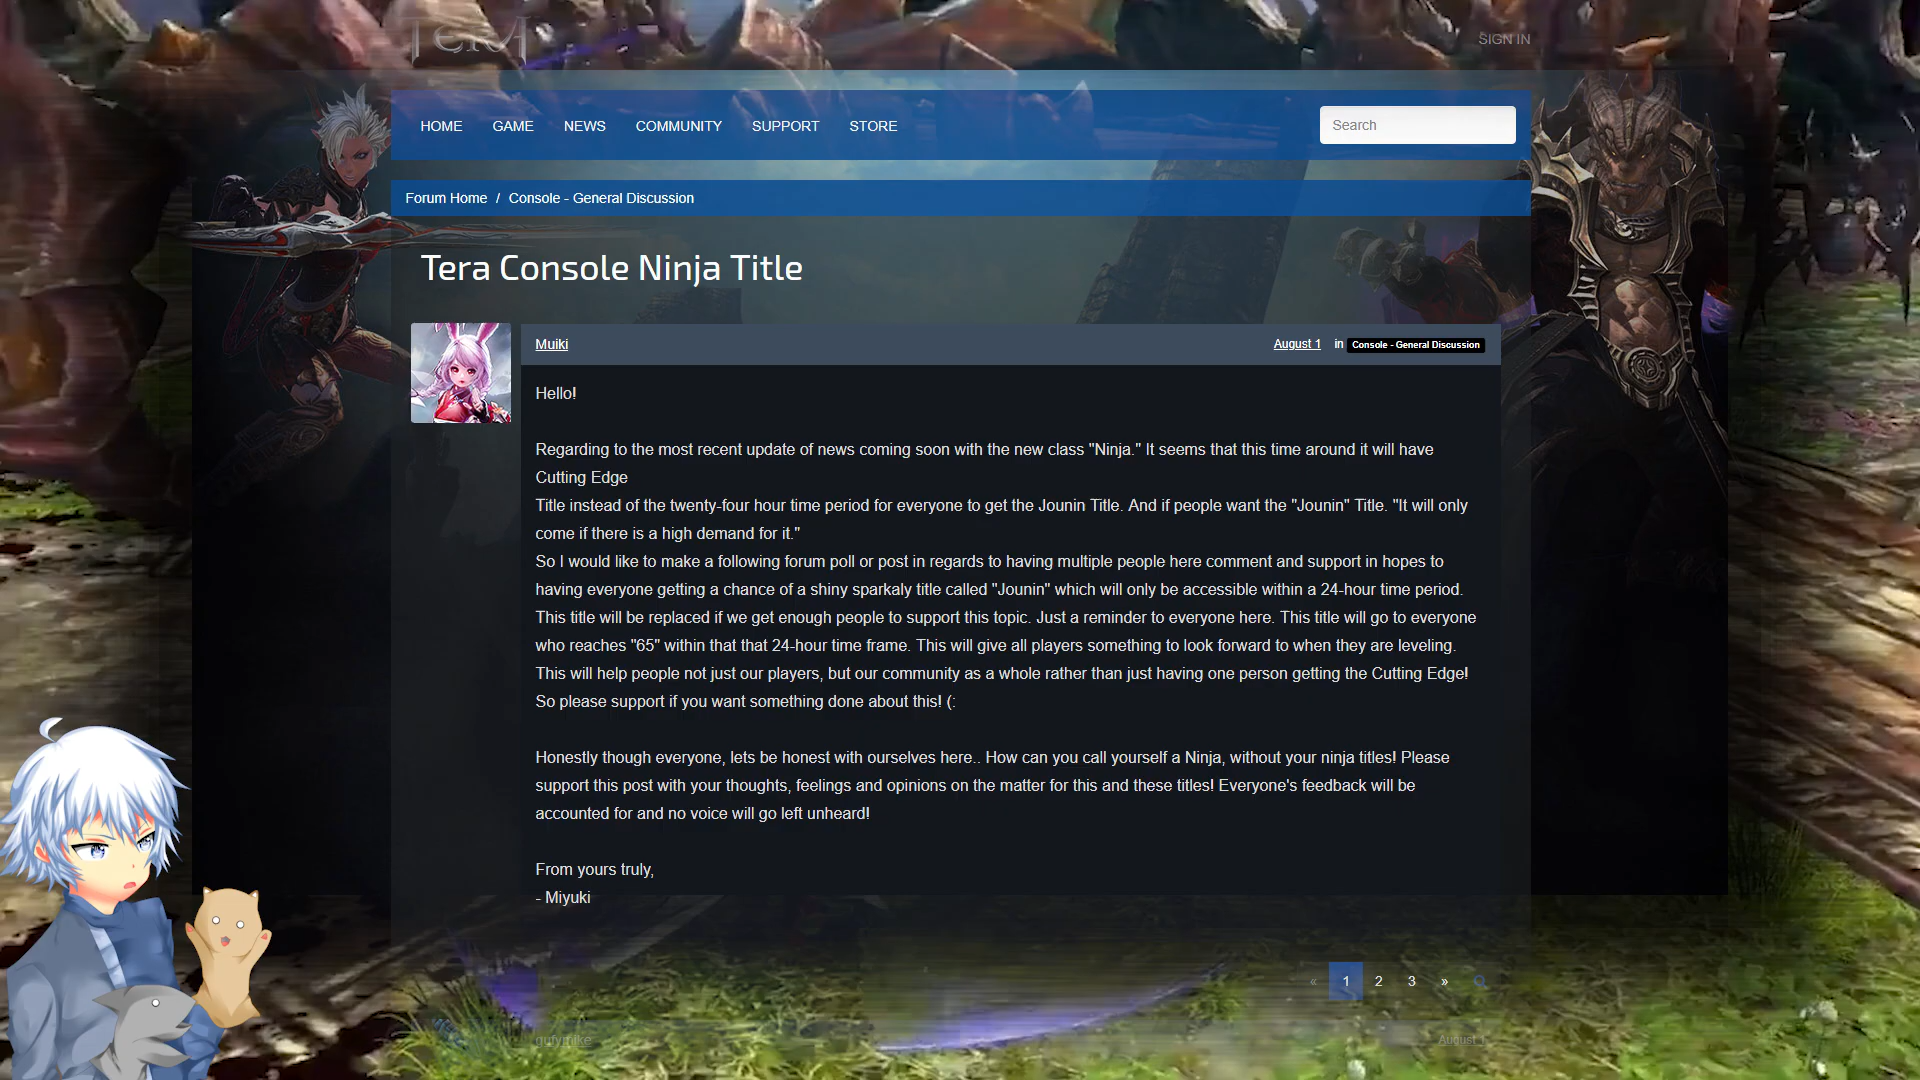 TERA
SIGN IN
HOME GAME NEWS COMMUNITY SUPPORT STORE Search
Forum Home / Console - General Discussion
Tera Console Ninja Title
Muiki August 1 in Console - General Discussion
Hello!
Regarding to the most recent update of news coming soon with the new class "Ninja." It seems that this time around it will have
Cutting Edge
Title instead of the twenty-four hour time period for everyone to get the Jounin Title. And if people want the "Jounin" Title. "It will only
come if there is a high demand for it."
So I would like to make a following forum poll or post in regards to having multiple people here comment and support in hopes to
having everyone getting a chance of a shiny sparkaly title called "Jounin" which will only be accessible within a 24-hour time period.
This title will be replaced if we get enough people to support this topic. Just a reminder to everyone here. This title will go to everyone
who reaches "65" within that that 24-hour time frame. This will give all players something to look forward to when they are leveling.
This will help people not just our players, but our community as a whole rather than just having one person getting the Cutting Edge!
So please support if you want something done about this! (:
Honestly though everyone, lets be honest with ourselves here.. How can you call yourself a Ninja, without your ninja titles! Please
support this post with your thoughts, feelings and opinions on the matter for this and these titles! Everyone's feedback will be
accounted for and no voice will go left unheard!
From yours truly,
- Miyuki
« 1 2 3 »
gufymike August 1